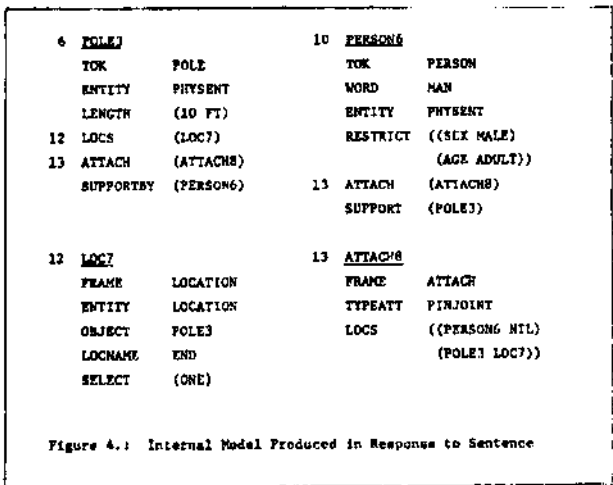 6 POLE3
TOK POLE
ENTITY PHYSENT
LENGTH (10 FT)
12 LOCS (LOC7)
13 ATTACH (ATTACH8)
SUPPORTBY (PERSON6)
10 PERSON6
TOK PERSON
WORD MAN
ENTITY PHYSENT
RESTRICT ((SEX MALE)
(AGE ADULT))
13 ATTACH (ATTACH8)
SUPPORT (POLE3)
12 LOC7
FRAME LOCATION
ENTITY LOCATION
OBJECT POLE3
LOCNAME END
SELECT (ONE)
13 ATTACH8
FRAME ATTACH
TYPEATT PINJOINT
LOCS ((PERSON6 NIL)
(POLE3 LOC7))
Figure 4.: Internal Model Produced in Response to Sentence